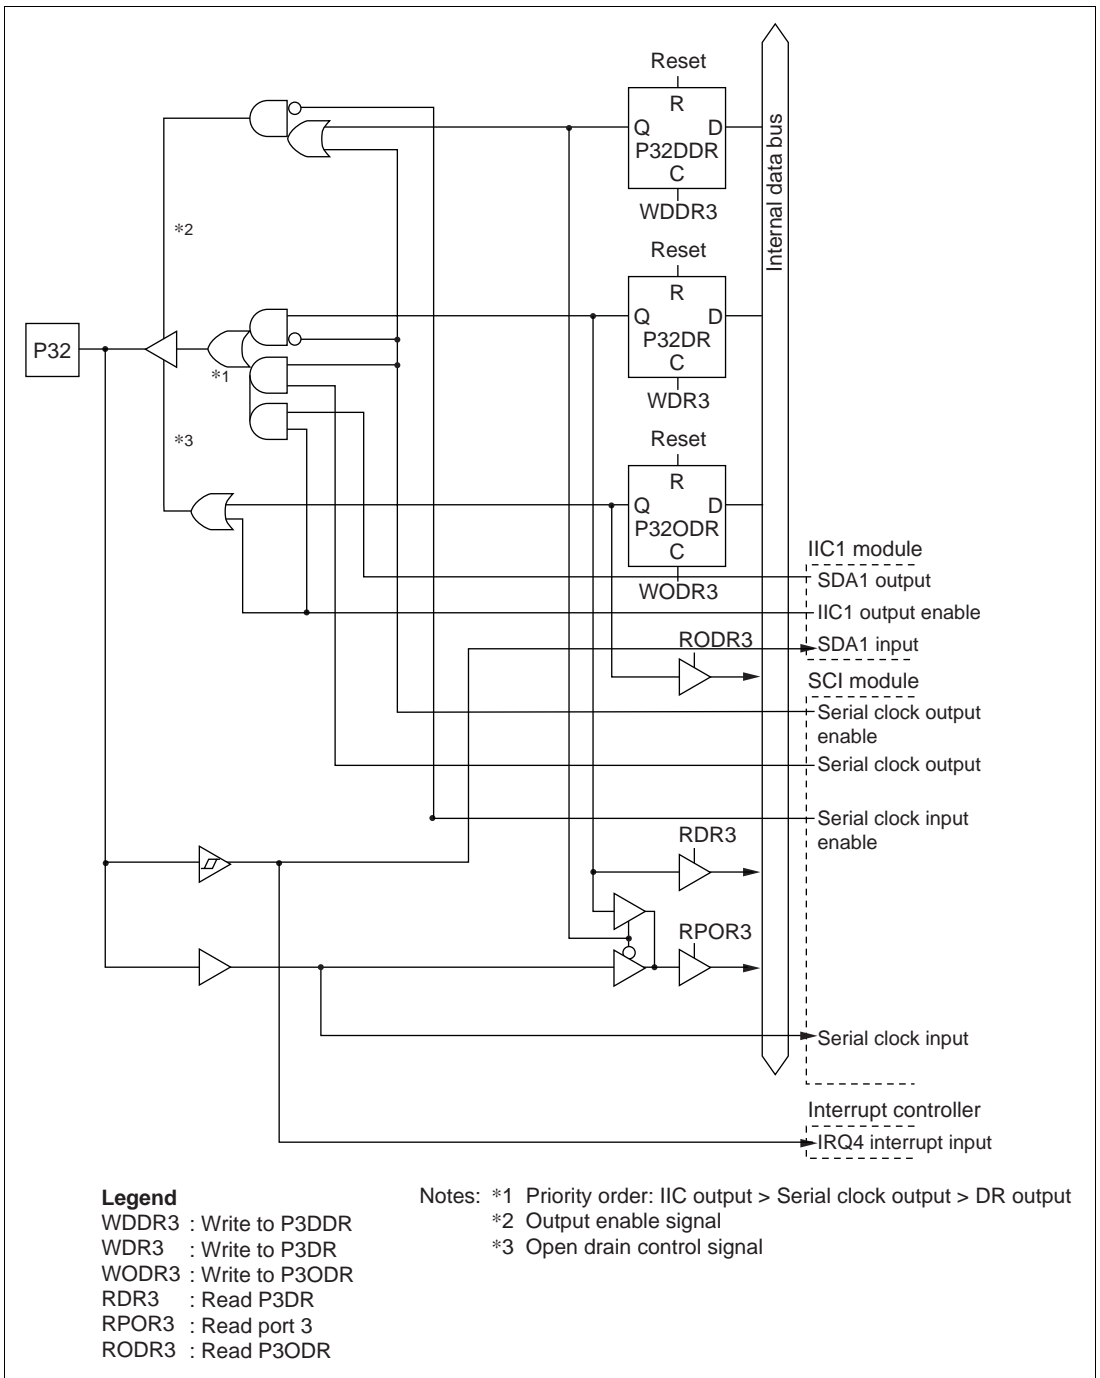 Reset
R
Q D
P32DDR
C
WDDR3
Internal data bus
*2
Reset
R
Q D
P32DR
C
WDR3
P32
*1
*3
Reset
R
Q D
P32ODR
C
WODR3
IIC1 module
SDA1 output
IIC1 output enable
SDA1 input
RODR3
SCI module
Serial clock output
enable
Serial clock output
Serial clock input
enable
RDR3
RPOR3
Serial clock input
Interrupt controller
IRQ4 interrupt input
Legend
WDDR3 : Write to P3DDR
WDR3 : Write to P3DR
WODR3 : Write to P3ODR
RDR3 : Read P3DR
RPOR3 : Read port 3
RODR3 : Read P3ODR
Notes: *1 Priority order: IIC output > Serial clock output > DR output
*2 Output enable signal
*3 Open drain control signal